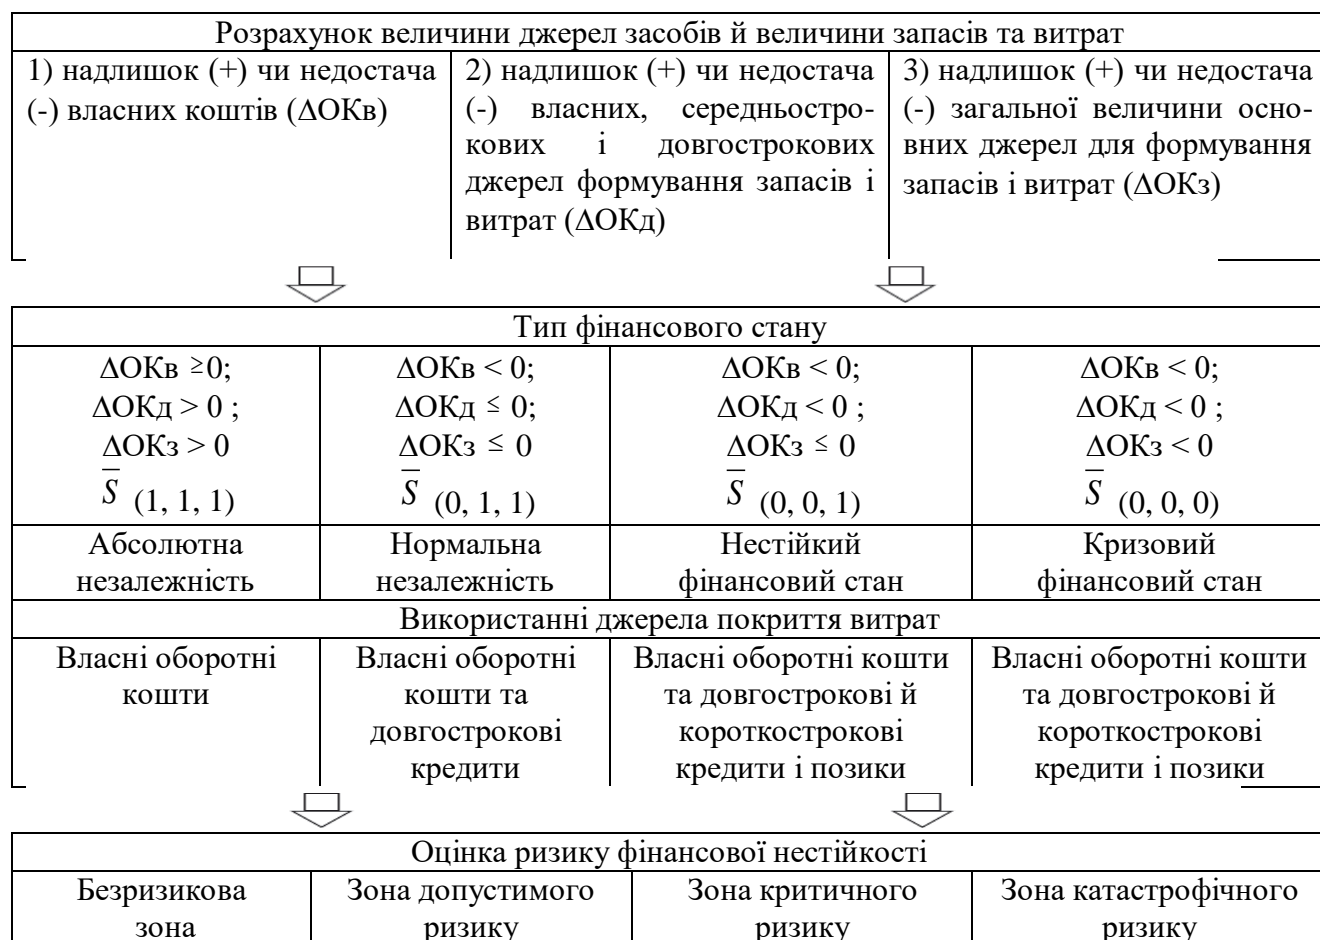 Розрахунок величини джерел засобів й величини запасів та витрат
1) надлишок (+) чи недостача
(-) власних коштів (ΔОКв)
2) надлишок (+) чи недостача
(-) власних, середньостро-
кових і довгострокових
джерел формування запасів і
витрат (ΔОКд)
3) надлишок (+) чи недостача
(-) загальної величини осно-
вних джерел для формування
запасів і витрат (ΔОКз)
Тип фінансового стану
ΔОКв ≥0;
ΔОКд > 0 ;
ΔОКз > 0
S̅ (1, 1, 1)
ΔОКв < 0;
ΔОКд ≤ 0;
ΔОКз ≤ 0
S̅ (0, 1, 1)
ΔОКв < 0;
ΔОКд < 0 ;
ΔОКз ≤ 0
S̅ (0, 0, 1)
ΔОКв < 0;
ΔОКд < 0 ;
ΔОКз < 0
S̅ (0, 0, 0)
Абсолютна
незалежність
Нормальна
незалежність
Нестійкий
фінансовий стан
Кризовий
фінансовий стан
Використанні джерела покриття витрат
Власні оборотні
кошти
Власні оборотні
кошти та
довгострокові
кредити
Власні оборотні кошти
та довгострокові й
короткострокові
кредити і позики
Власні оборотні кошти
та довгострокові й
короткострокові
кредити і позики
Оцінка ризику фінансової нестійкості
Безризикова
зона
Зона допустимого
ризику
Зона критичного
ризику
Зона катастрофічного
ризику